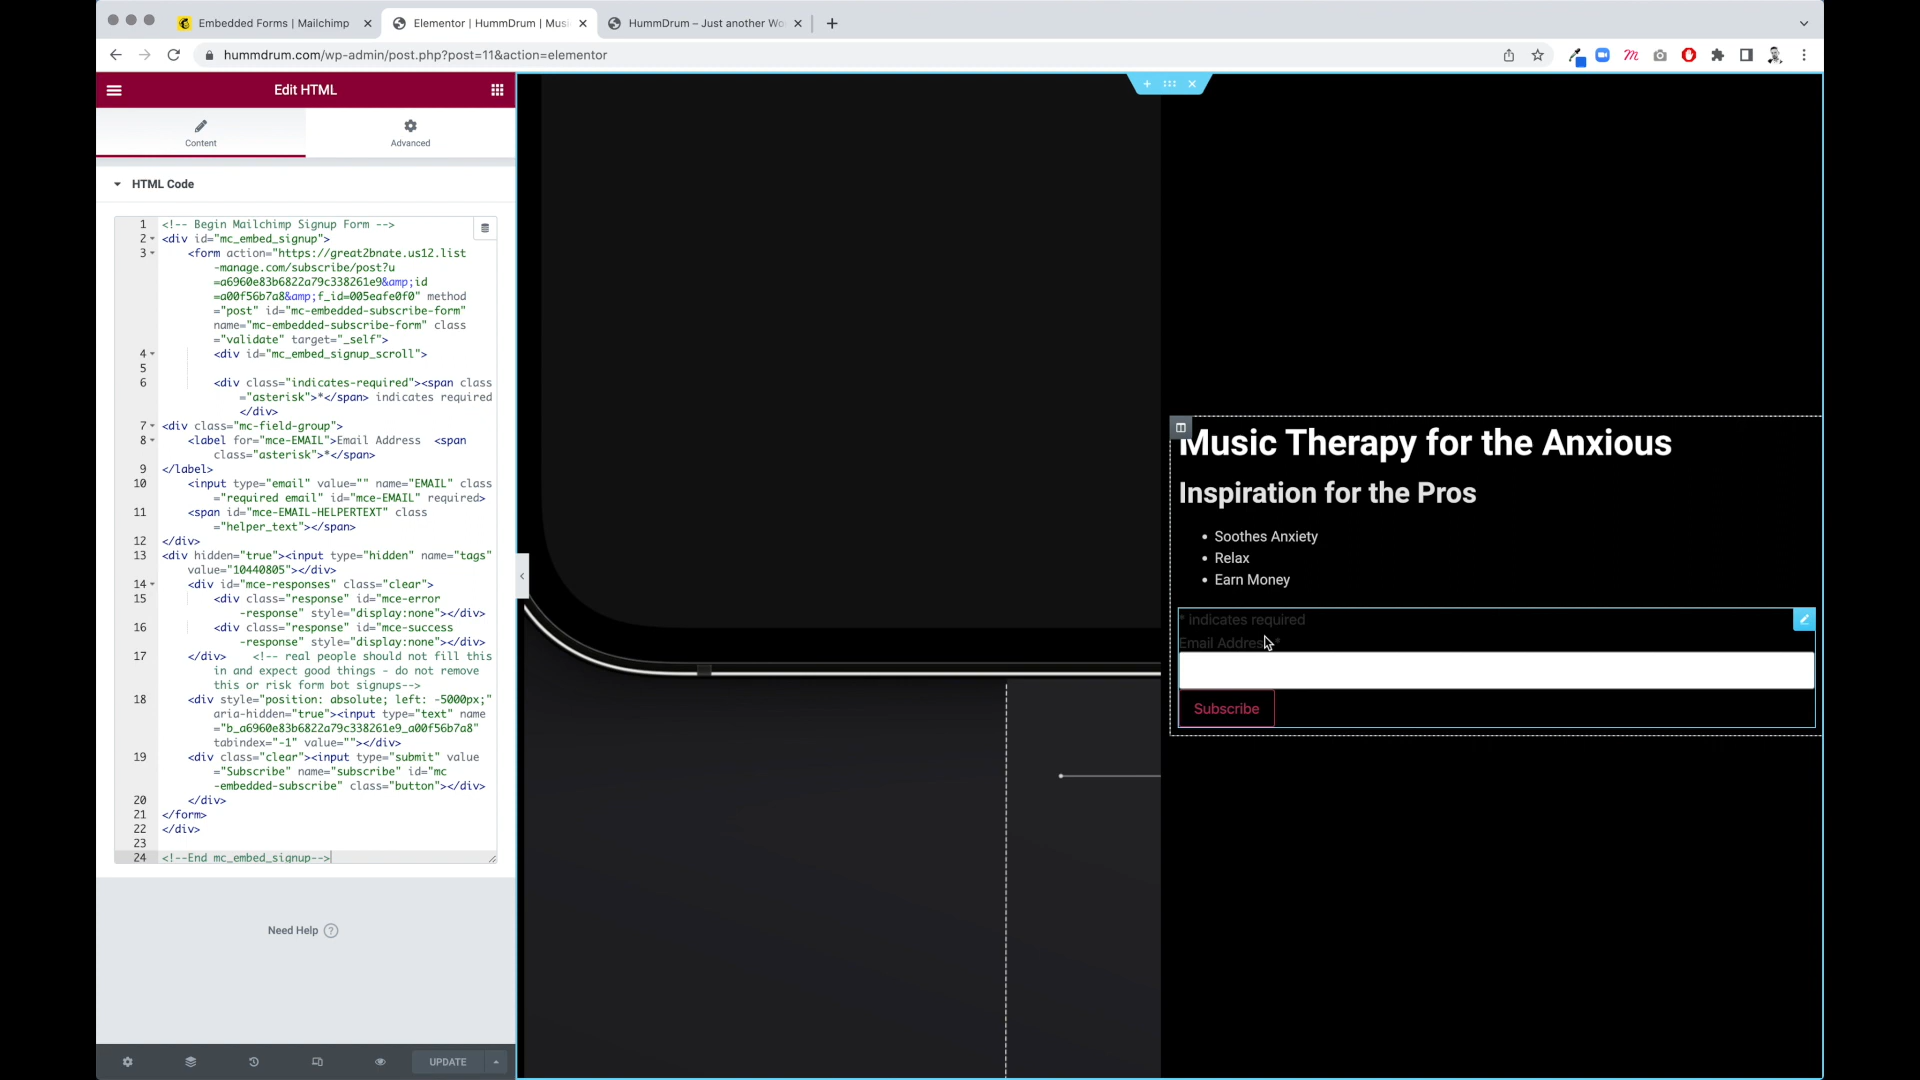 Embedded Forms | Mailchimp
Elementor | HummDrum | Musi
HummDrum – Just another Wo
hummdrum.com/wp-admin/post.php?post=11&action=elementor
Edit HTML
Content
Advanced
HTML Code
1 <!-- Begin Mailchimp Signup Form -->
2 <div id="mc_embed_signup">
3 <form action="https://great2bnate.us12.list
-manage.com/subscribe/post?u
=a6960e83b6822a79c338261e9&amp;id
=a00f56b7a8&amp;f_id=005eafe0f0" method
="post" id="mc-embedded-subscribe-form"
name="mc-embedded-subscribe-form" class
="validate" target="_self">
4 <div id="mc_embed_signup_scroll">
5
6 <div class="indicates-required"><span class
="asterisk">*</span> indicates required
</div>
7 <div class="mc-field-group">
8 <label for="mce-EMAIL">Email Address  <span
class="asterisk">*</span>
9 </label>
10 <input type="email" value="" name="EMAIL" class
="required email" id="mce-EMAIL" required>
11 <span id="mce-EMAIL-HELPERTEXT" class
="helper_text"></span>
12 </div>
13 <div hidden="true"><input type="hidden" name="tags"
value="10440805"></div>
14 <div id="mce-responses" class="clear">
15 <div class="response" id="mce-error
-response" style="display:none"></div>
16 <div class="response" id="mce-success
-response" style="display:none"></div>
17 </div>    <!-- real people should not fill this
in and expect good things - do not remove
this or risk form bot signups-->
18 <div style="position: absolute; left: -5000px;"
aria-hidden="true"><input type="text" name
="b_a6960e83b6822a79c338261e9_a00f56b7a8"
tabindex="-1" value=""></div>
19 <div class="clear"><input type="submit" value
="Subscribe" name="subscribe" id="mc
-embedded-subscribe" class="button"></div>
20 </div>
21 </form>
22 </div>
23
24 <!--End mc_embed_signup-->
Need Help ?
UPDATE
Music Therapy for the Anxious
Inspiration for the Pros
• Soothes Anxiety
• Relax
• Earn Money
* indicates required
Email Address *
Subscribe